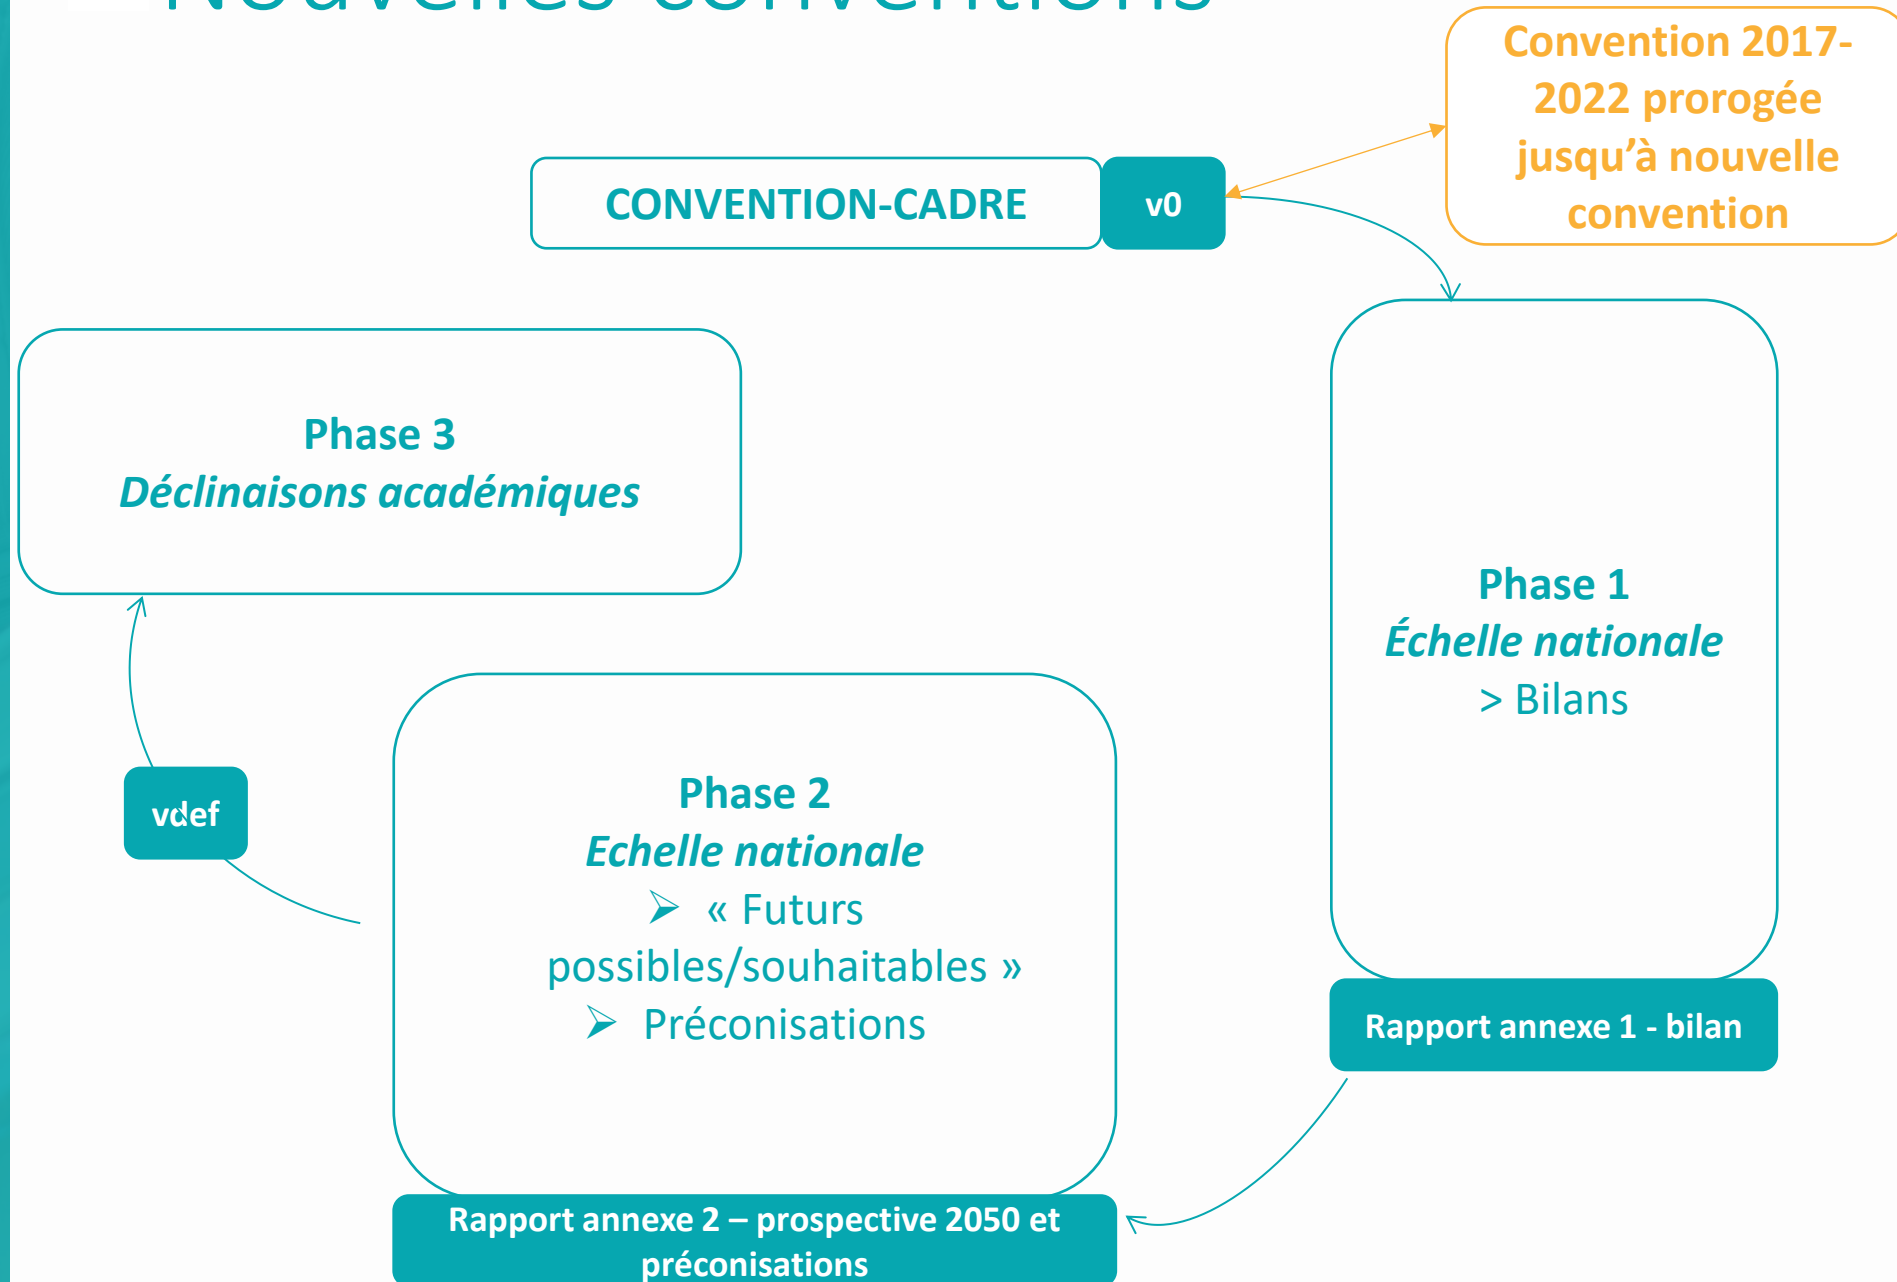 Nouvelles conventions
Convention 2017-
2022 prorogée
jusqu’à nouvelle
convention
CONVENTION-CADRE
v0
Phase 1
Échelle nationale
> Bilans
Rapport annexe 1 - bilan
Phase 2
Echelle nationale
➢ « Futurs
possibles/souhaitables »
➢ Préconisations
Rapport annexe 2 – prospective 2050 et
préconisations
vdef
Phase 3
Déclinaisons académiques